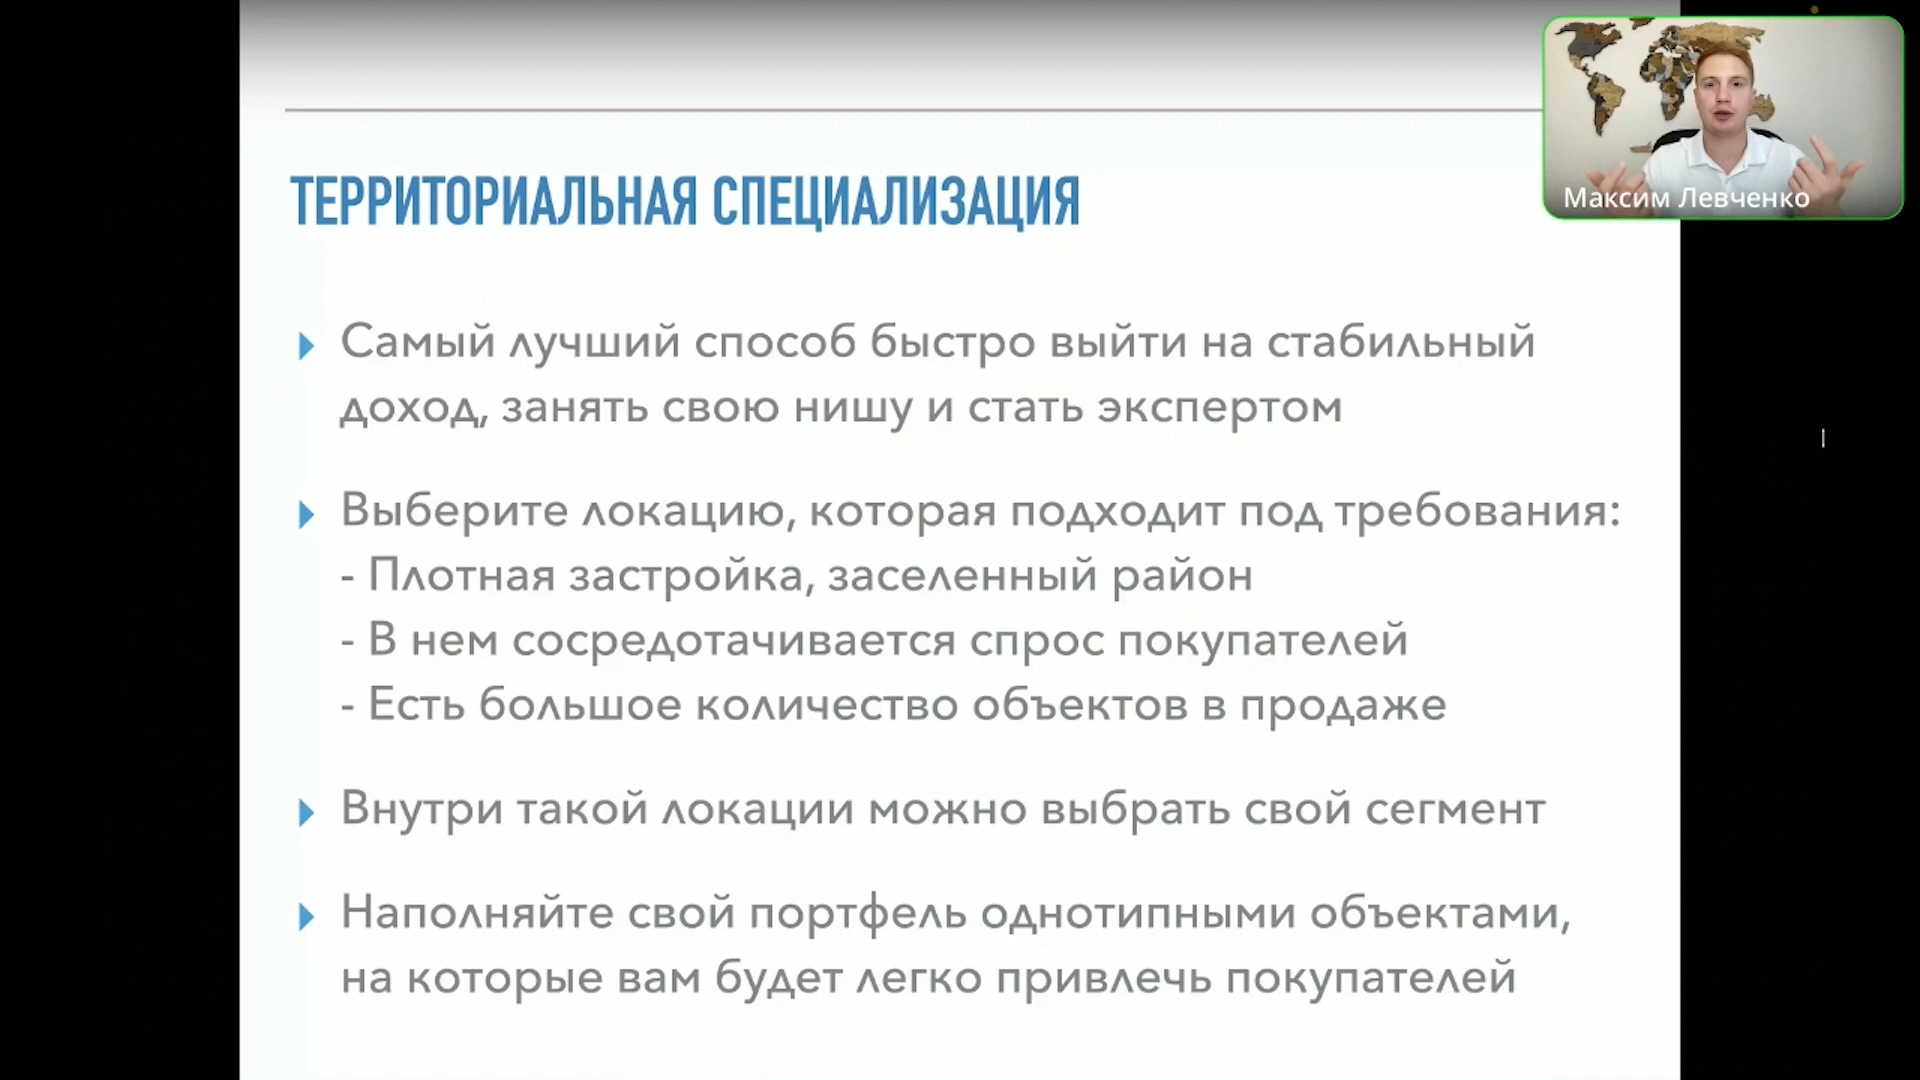 ТЕРРИТОРИАЛЬНАЯ СПЕЦИАЛИЗАЦИЯ
Максим Левченко
Самый лучший способ быстро выйти на стабильный
доход, занять свою нишу и стать экспертом
Выберите локацию, которая подходит под требования:
- Плотная застройка, заселенный район
- В нем сосредотачивается спрос покупателей
- Есть большое количество объектов в продаже
Внутри такой локации можно выбрать свой сегмент
Наполняйте свой портфель однотипными объектами,
на которые вам будет легко привлечь покупателей